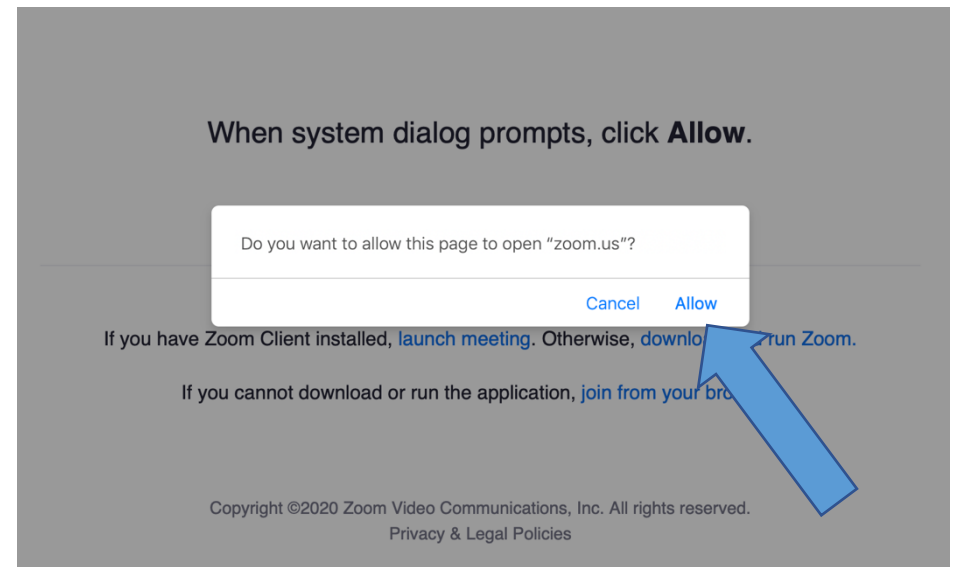 When system dialog prompts, click Allow.
Do you want to allow this page to open “zoom.us”?
Cancel Allow
If you have Zoom Client installed, launch meeting. Otherwise, run Zoom.
If you cannot download or run the application, join from your
Copyright ©2020 Zoom Video Communications, Inc. All rights reserved.
Privacy & Legal Policies